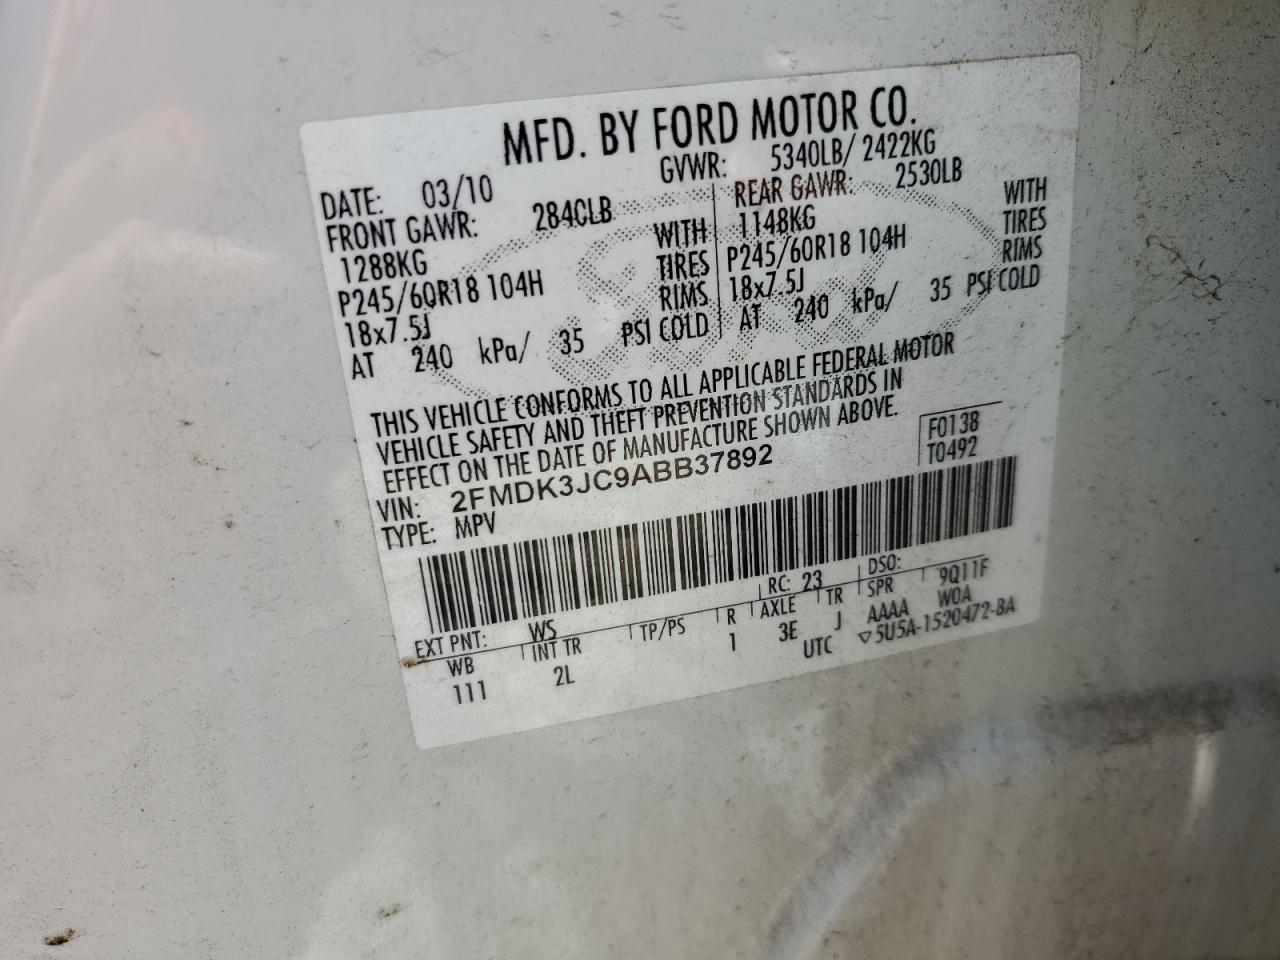 MFD. BY FORD MOTOR CO.
DATE: 03/10 GVWR: 5340LB/ 2422KG
FRONT GAWR: 2840LB REAR GAWR: 2530LB
1288KG WITH 1148KG WITH
P245/60R18 104H TIRES P245/60R18 104H TIRES
18x7.5J RIMS 18x7.5J RIMS
AT 240 kPa/ 35 PSI COLD AT 240 kPa/ 35 PSI COLD
THIS VEHICLE CONFORMS TO ALL APPLICABLE FEDERAL MOTOR
VEHICLE SAFETY AND THEFT PREVENTION STANDARDS IN
EFFECT ON THE DATE OF MANUFACTURE SHOWN ABOVE.
VIN: 2FMDK3JC9ABB37892 F0138
TYPE: MPV T0492
EXT PNT: WS RC: 23 DSO:
WB INT TR TP/PS R AXLE TR SPR 9Q11F
111 2L 1 3E J AAAA W0A
UTC ▽5U5A-1520472-BA